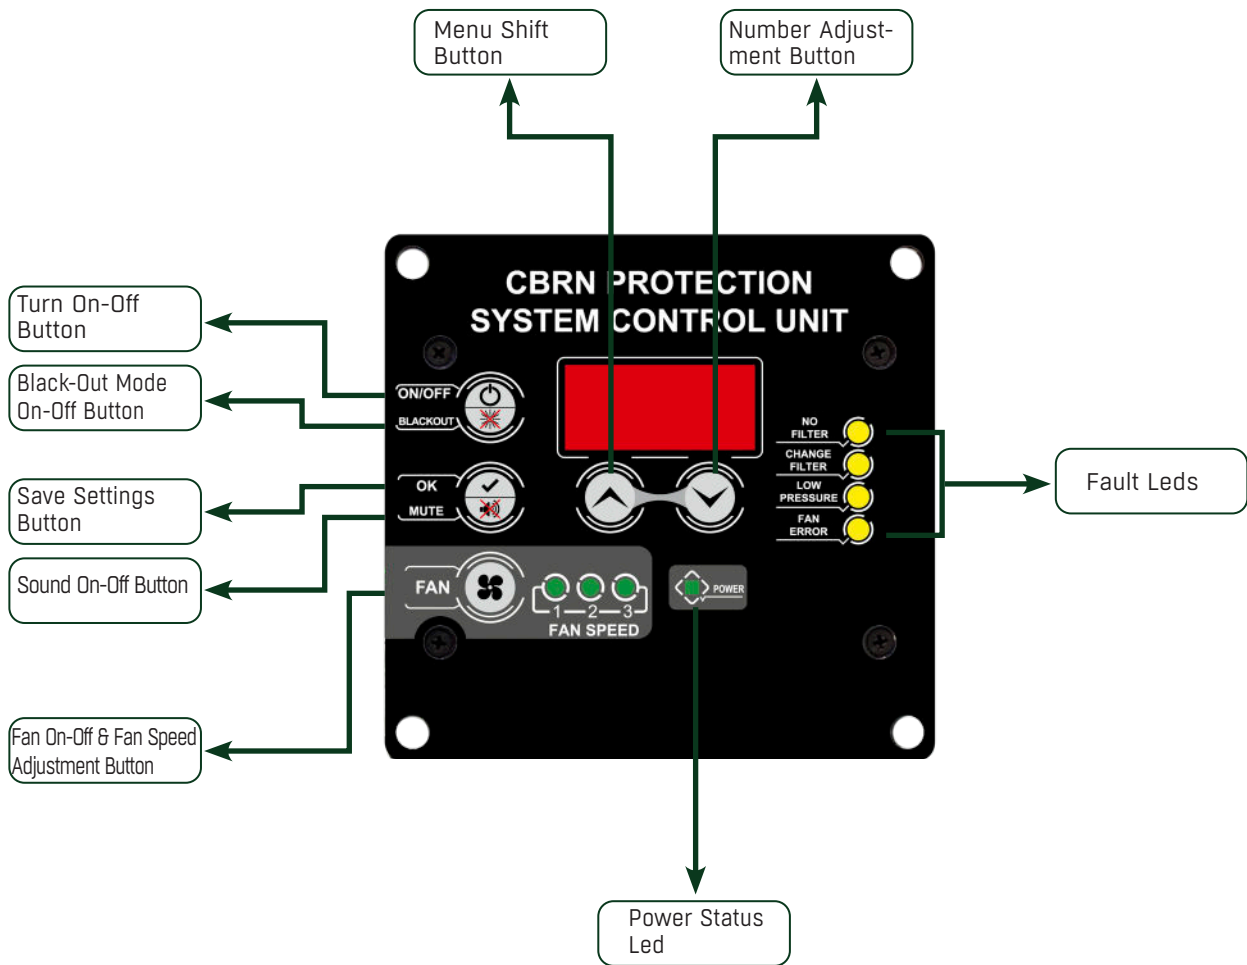 Menu Shift
Button
Number Adjust-
ment Button
CBRN PROTECTION
SYSTEM CONTROL UNIT
Turn On-Off
Button
Black-Out Mode
On-Off Button
ON/OFF
BLACKOUT
NO
FILTER
CHANGE
FILTER
LOW
PRESSURE
FAN
ERROR
Fault Leds
Save Settings
Button
OK
MUTE
Sound On-Off Button
FAN
1 2 3
FAN SPEED
POWER
Fan On-Off & Fan Speed
Adjustment Button
Power Status
Led